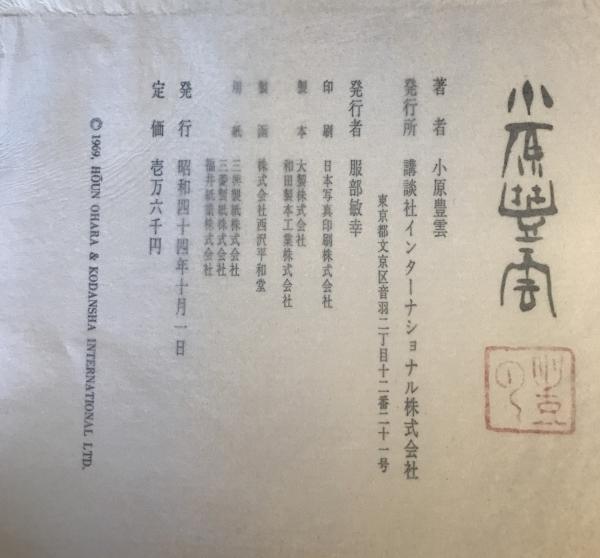 小原豊雲
著者 小原豊雲
発行所 講談社インターナショナル株式会社
東京都文京区音羽二丁目十二番二十一号
発行者 服部敏幸
印刷 日本写真印刷株式会社
製本 大製株式会社
和田製本工業株式会社
製函 株式会社西沢平和堂
用紙 三興製紙株式会社
三菱製紙株式会社
福井紙業株式会社
発行 昭和四十四年十月一日
定価 壱万六千円
© 1969, HŌUN OHARA & KODANSHA INTERNATIONAL LTD.